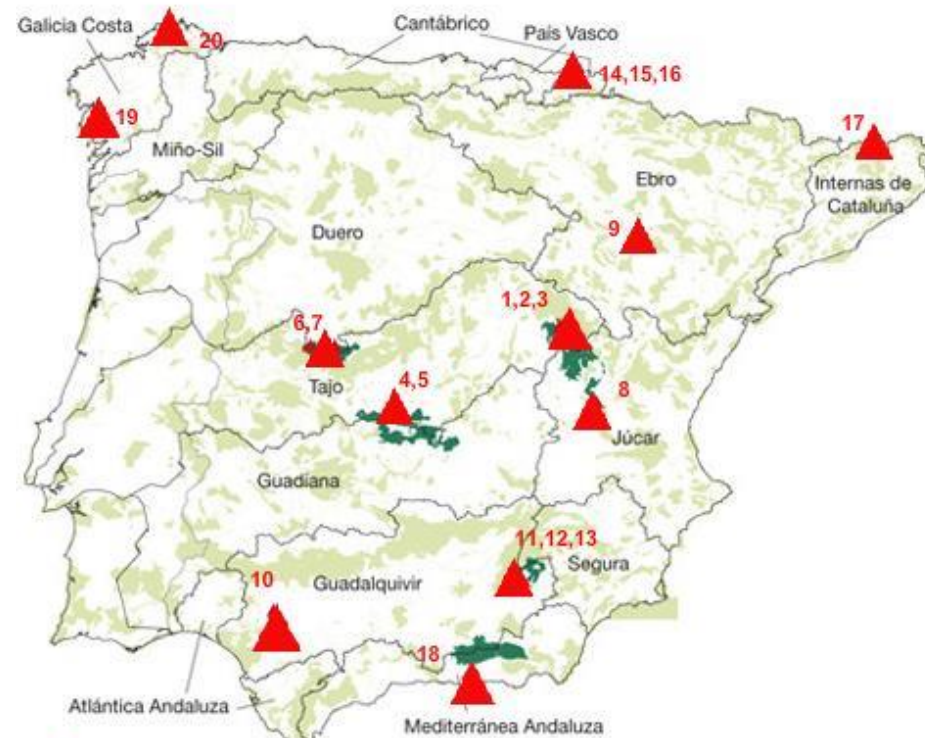 Galicia Costa
Cantábrico
País Vasco
20
14,15,16
19
17
Miño-Sil
Ebro
Internas de
Cataluña
Duero
9
1,2,3
6,7
Tajo
4,5
8
Júcar
Guadiana
11,12,13
Segura
10
Guadalquivir
18
Atlántica Andaluza
Mediterránea Andaluza